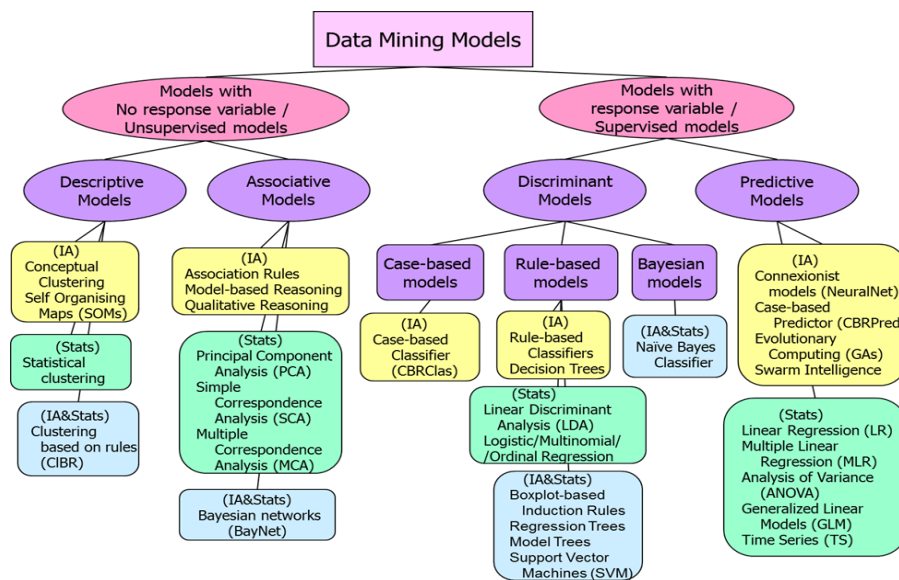 Data Mining Models
Models with
No response variable /
Unsupervised models
Models with
response variable /
Supervised models
Descriptive
Models
Associative
Models
Discriminant
Models
Predictive
Models
(IA)
Conceptual
Clustering
Self Organising
Maps (SOMs)
(Stats)
Statistical
clustering
(IA&Stats)
Clustering
based on rules
(ClBR)
(IA)
Association Rules
Model-based Reasoning
Qualitative Reasoning
(Stats)
Principal Component
Analysis (PCA)
Simple
Correspondence
Analysis (SCA)
Multiple
Correspondence
Analysis (MCA)
(IA&Stats)
Bayesian networks
(BayNet)
Case-based
models
(IA)
Case-based
Classifier
(CBRClas)
Rule-based
models
(IA)
Rule-based
Classifiers
Decision Trees
(Stats)
Linear Discriminant
Analysis (LDA)
Logistic/Multinomial/
/Ordinal Regression
(IA&Stats)
Boxplot-based
Induction Rules
Regression Trees
Model Trees
Support Vector
Machines (SVM)
Bayesian
models
(IA&Stats)
Naïve Bayes
Classifier
(IA)
Connexionist
models (NeuralNet)
Case-based
Predictor (CBRPred)
Evolutionary
Computing (GAs)
Swarm Intelligence
(Stats)
Linear Regression (LR)
Multiple Linear
Regression (MLR)
Analysis of Variance
(ANOVA)
Generalized Linear
Models (GLM)
Time Series (TS)